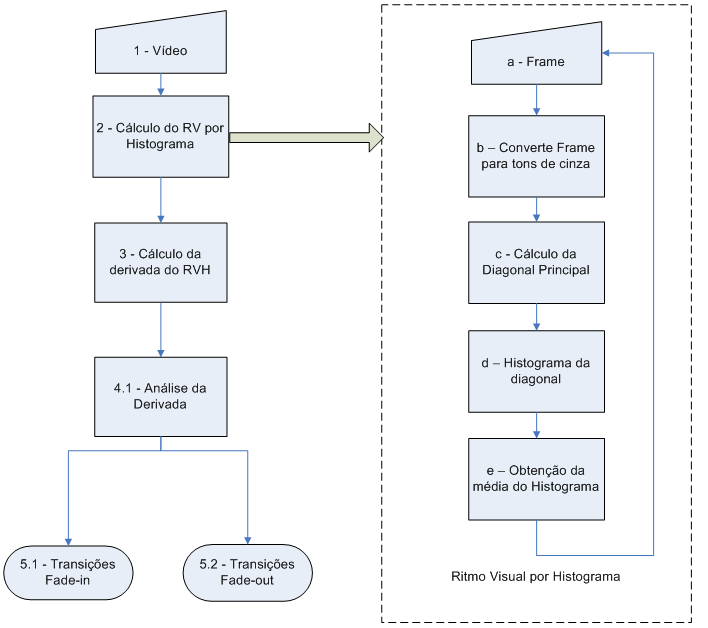 1 - Vídeo
2 - Cálculo do RV por
Histograma
3 - Cálculo da
derivada do RVH
4.1 - Análise da
Derivada
5.1 - Transições
Fade-in
5.2 - Transições
Fade-out
a - Frame
b – Converte Frame
para tons de cinza
c - Cálculo da
Diagonal Principal
d – Histograma da
diagonal
e – Obtenção da
média do Histograma
Ritmo Visual por Histograma